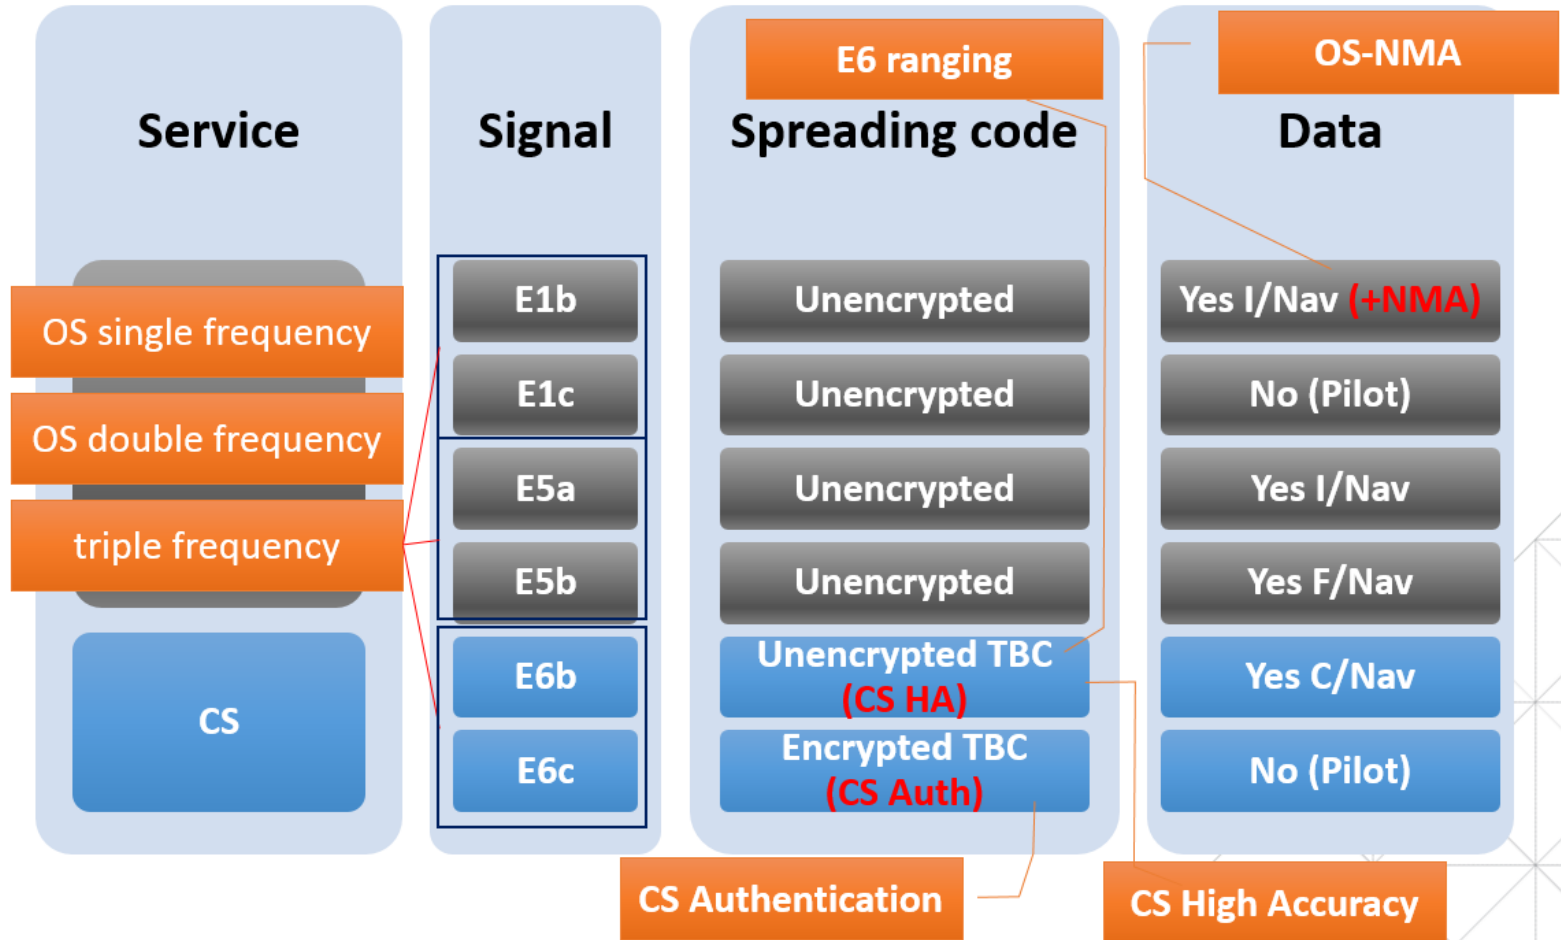 E6 ranging
OS-NMA
Service
Signal
Spreading code
Data
OS single frequency
OS double frequency
triple frequency
CS
E1b
Unencrypted
Yes I/Nav (+NMA)
E1c
Unencrypted
No (Pilot)
E5a
Unencrypted
Yes I/Nav
E5b
Unencrypted
Yes F/Nav
E6b
Unencrypted TBC
(CS HA)
Yes C/Nav
E6c
Encrypted TBC
(CS Auth)
No (Pilot)
CS Authentication
CS High Accuracy